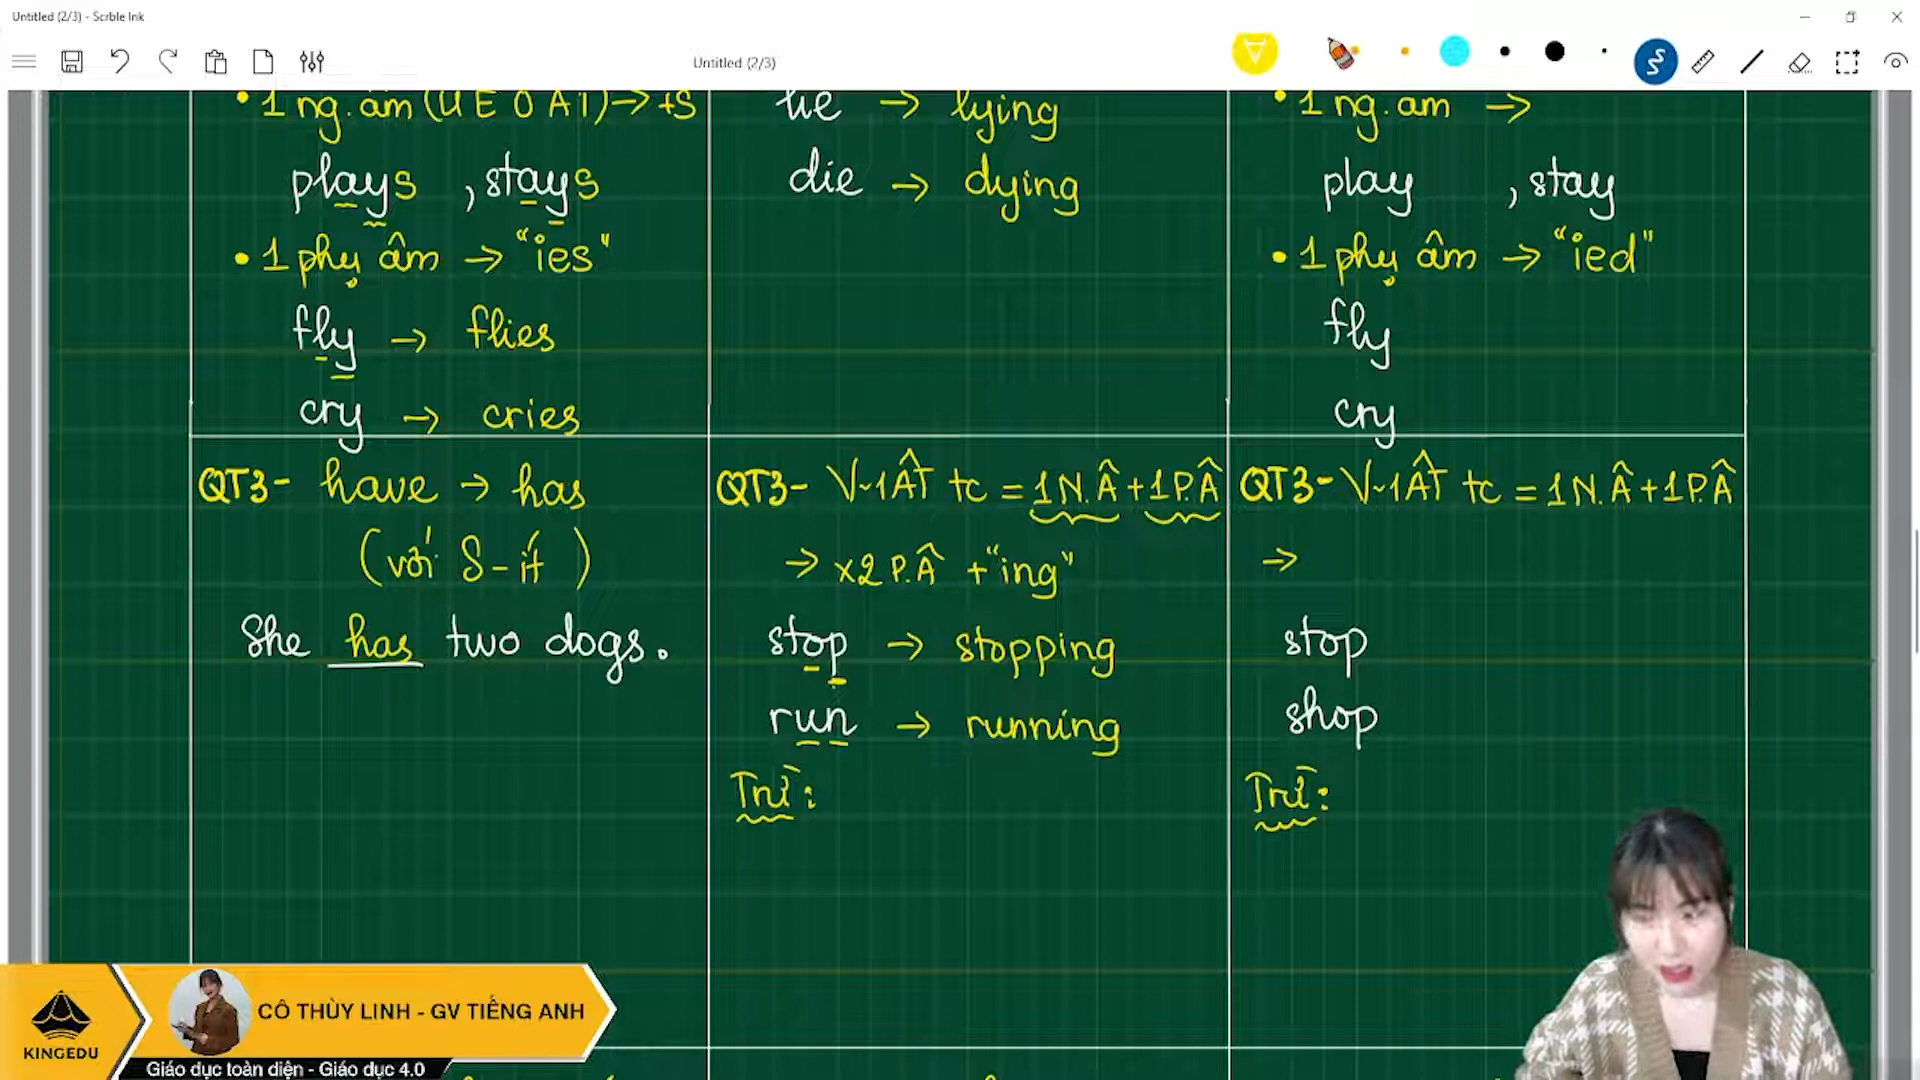 Untitled (2/3) - Scrble Ink
Untitled (2/3)
• 1 ng. âm (U E O A I) → +S
plays , stays
• 1 phụ âm → "ies"
fly → flies
cry → cries
QT3- have → has
(với S-ít)
She has two dogs.
lie → lying
die → dying
QT3- V~1ÂT tc = 1N.Â + 1P.Â
→ x2 P.Â + "ing"
stop → stopping
run → running
Trừ:
• 1 ng. âm →
play , stay
• 1 phụ âm → "ied"
fly
cry
QT3- V~1ÂT tc = 1N.Â + 1P.Â
→
stop
shop
Trừ:
KINGEDU
CÔ THÙY LINH - GV TIẾNG ANH
Giáo dục toàn diện - Giáo dục 4.0